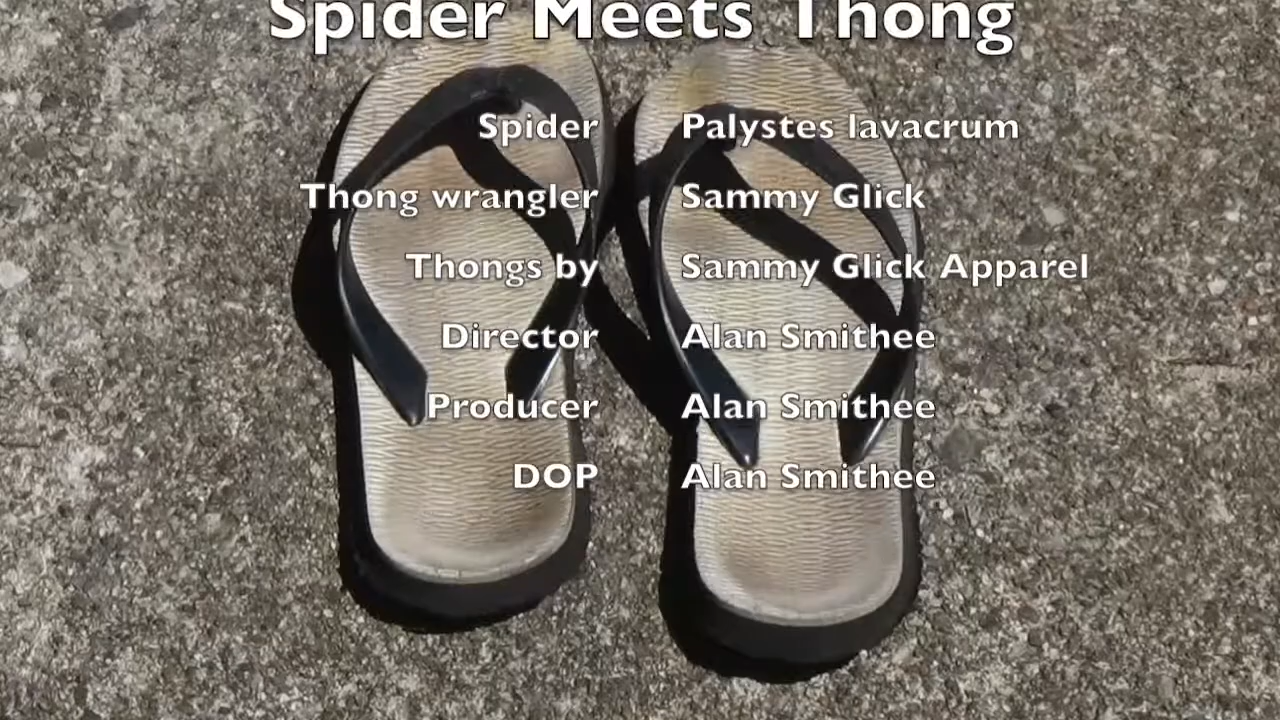 Spider Meets Thong
Spider Palystes lavacrum
Thong wrangler Sammy Glick
Thongs by Sammy Glick Apparel
Director Alan Smithee
Producer Alan Smithee
DOP Alan Smithee